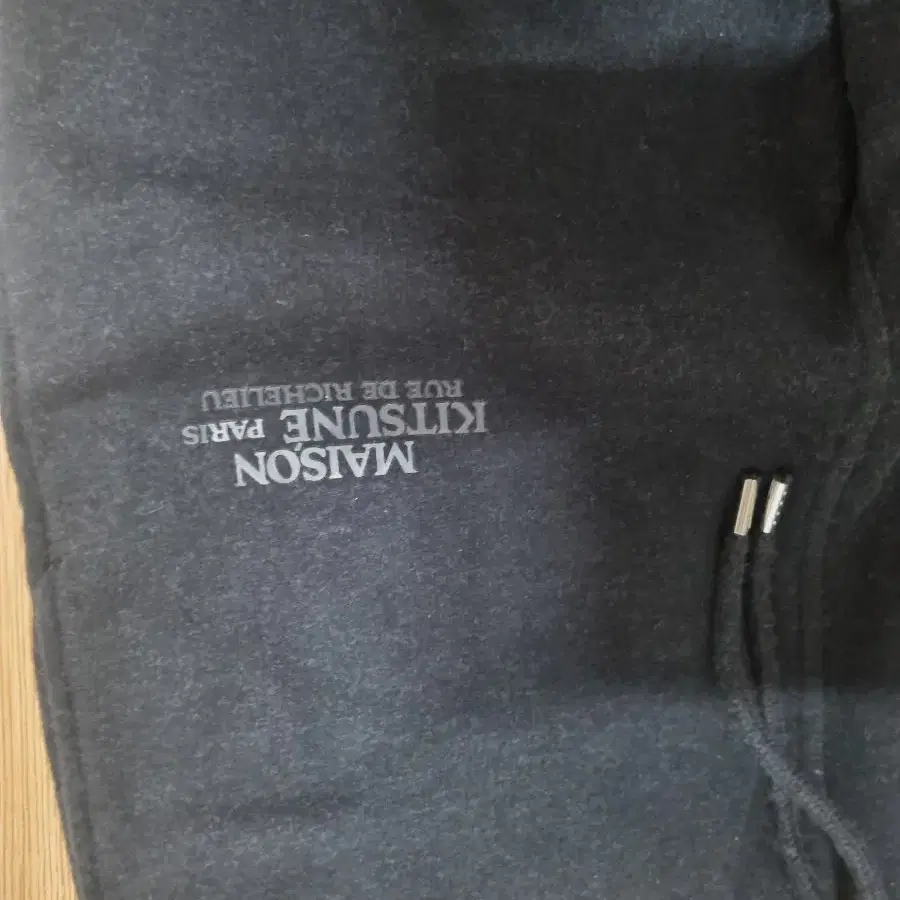 MAISON
KITSUNÉ PARIS
RUE DE RICHELIEU